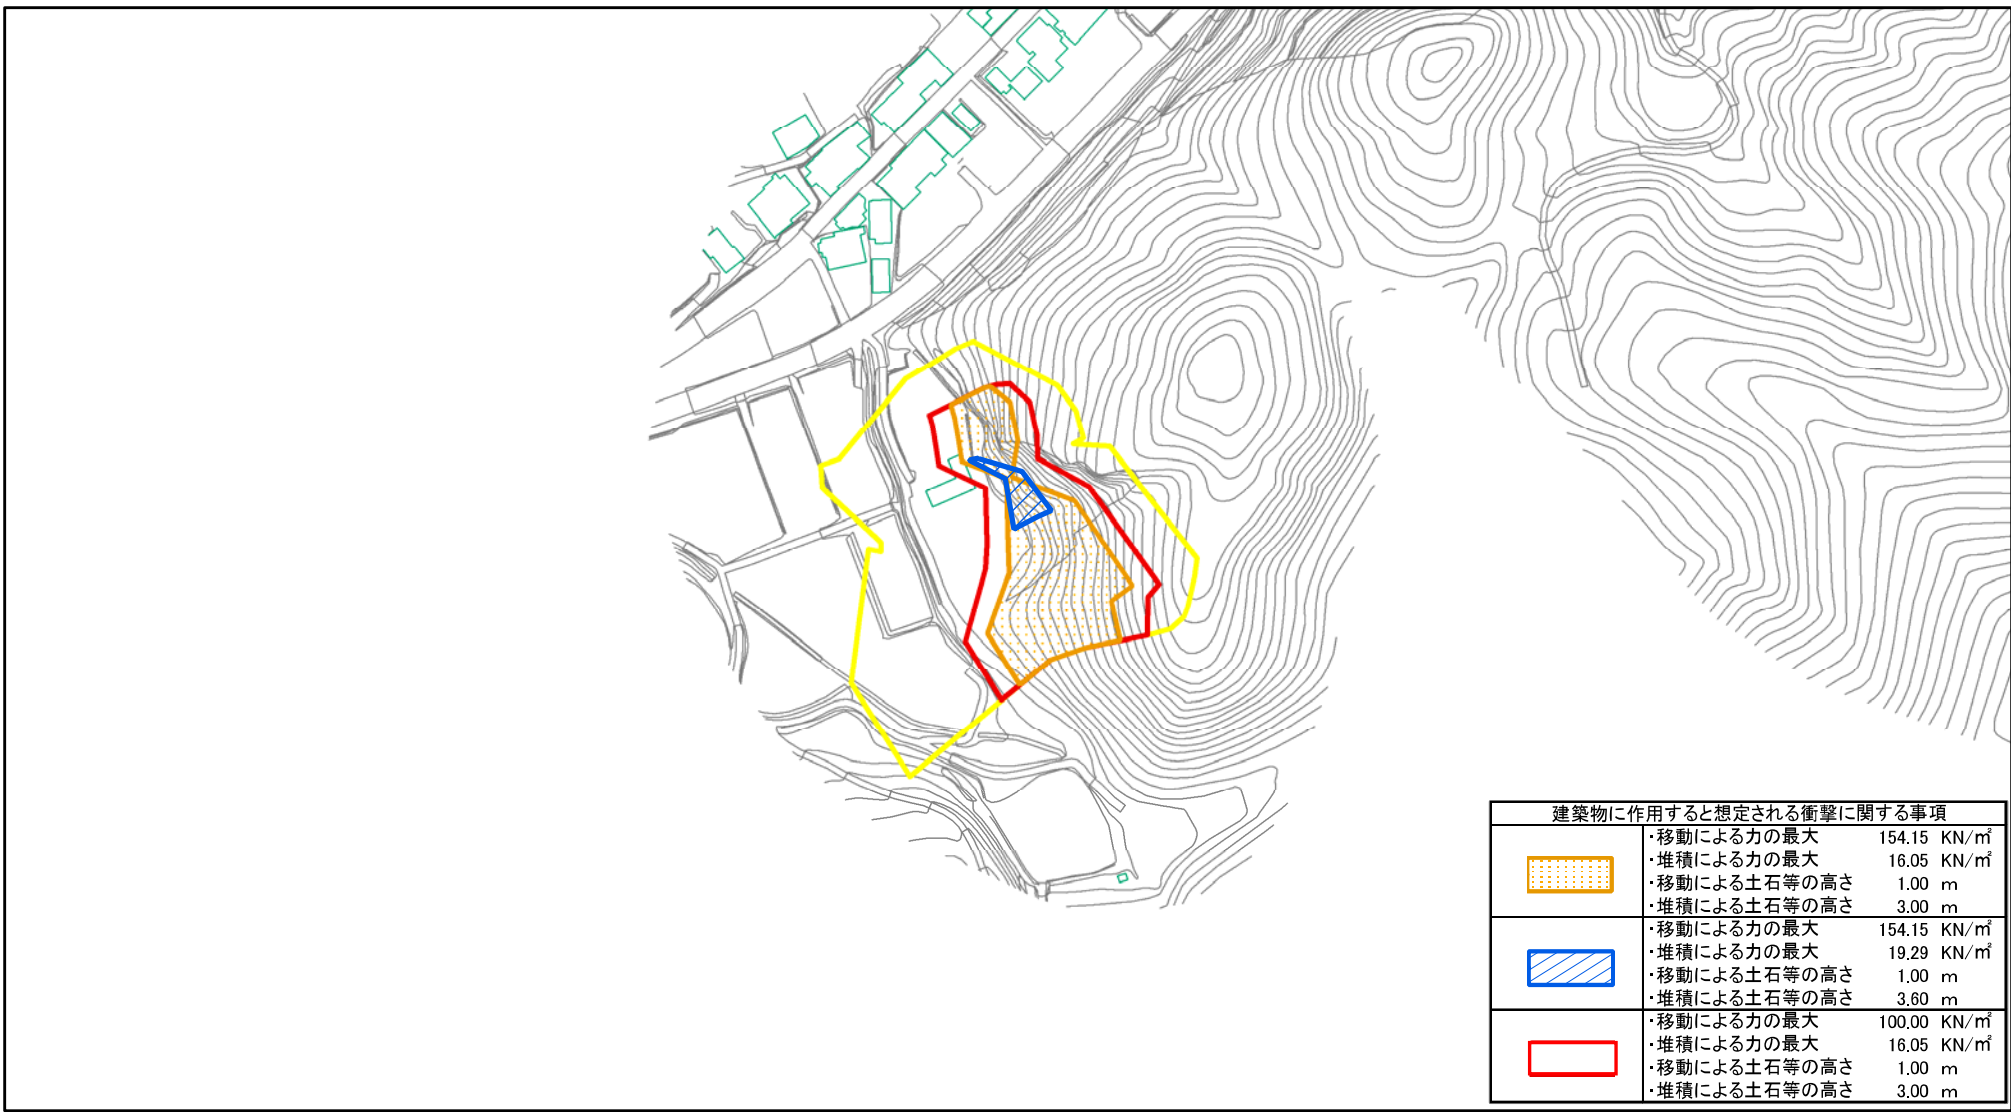 建築物に作用すると想定される衝撃に関する事項
・移動による力の最大 154.15 KN/㎡
・堆積による力の最大 16.05 KN/㎡
・移動による土石等の高さ 1.00 m
・堆積による土石等の高さ 3.00 m
・移動による力の最大 154.15 KN/㎡
・堆積による力の最大 19.29 KN/㎡
・移動による土石等の高さ 1.00 m
・堆積による土石等の高さ 3.60 m
・移動による力の最大 100.00 KN/㎡
・堆積による力の最大 16.05 KN/㎡
・移動による土石等の高さ 1.00 m
・堆積による土石等の高さ 3.00 m